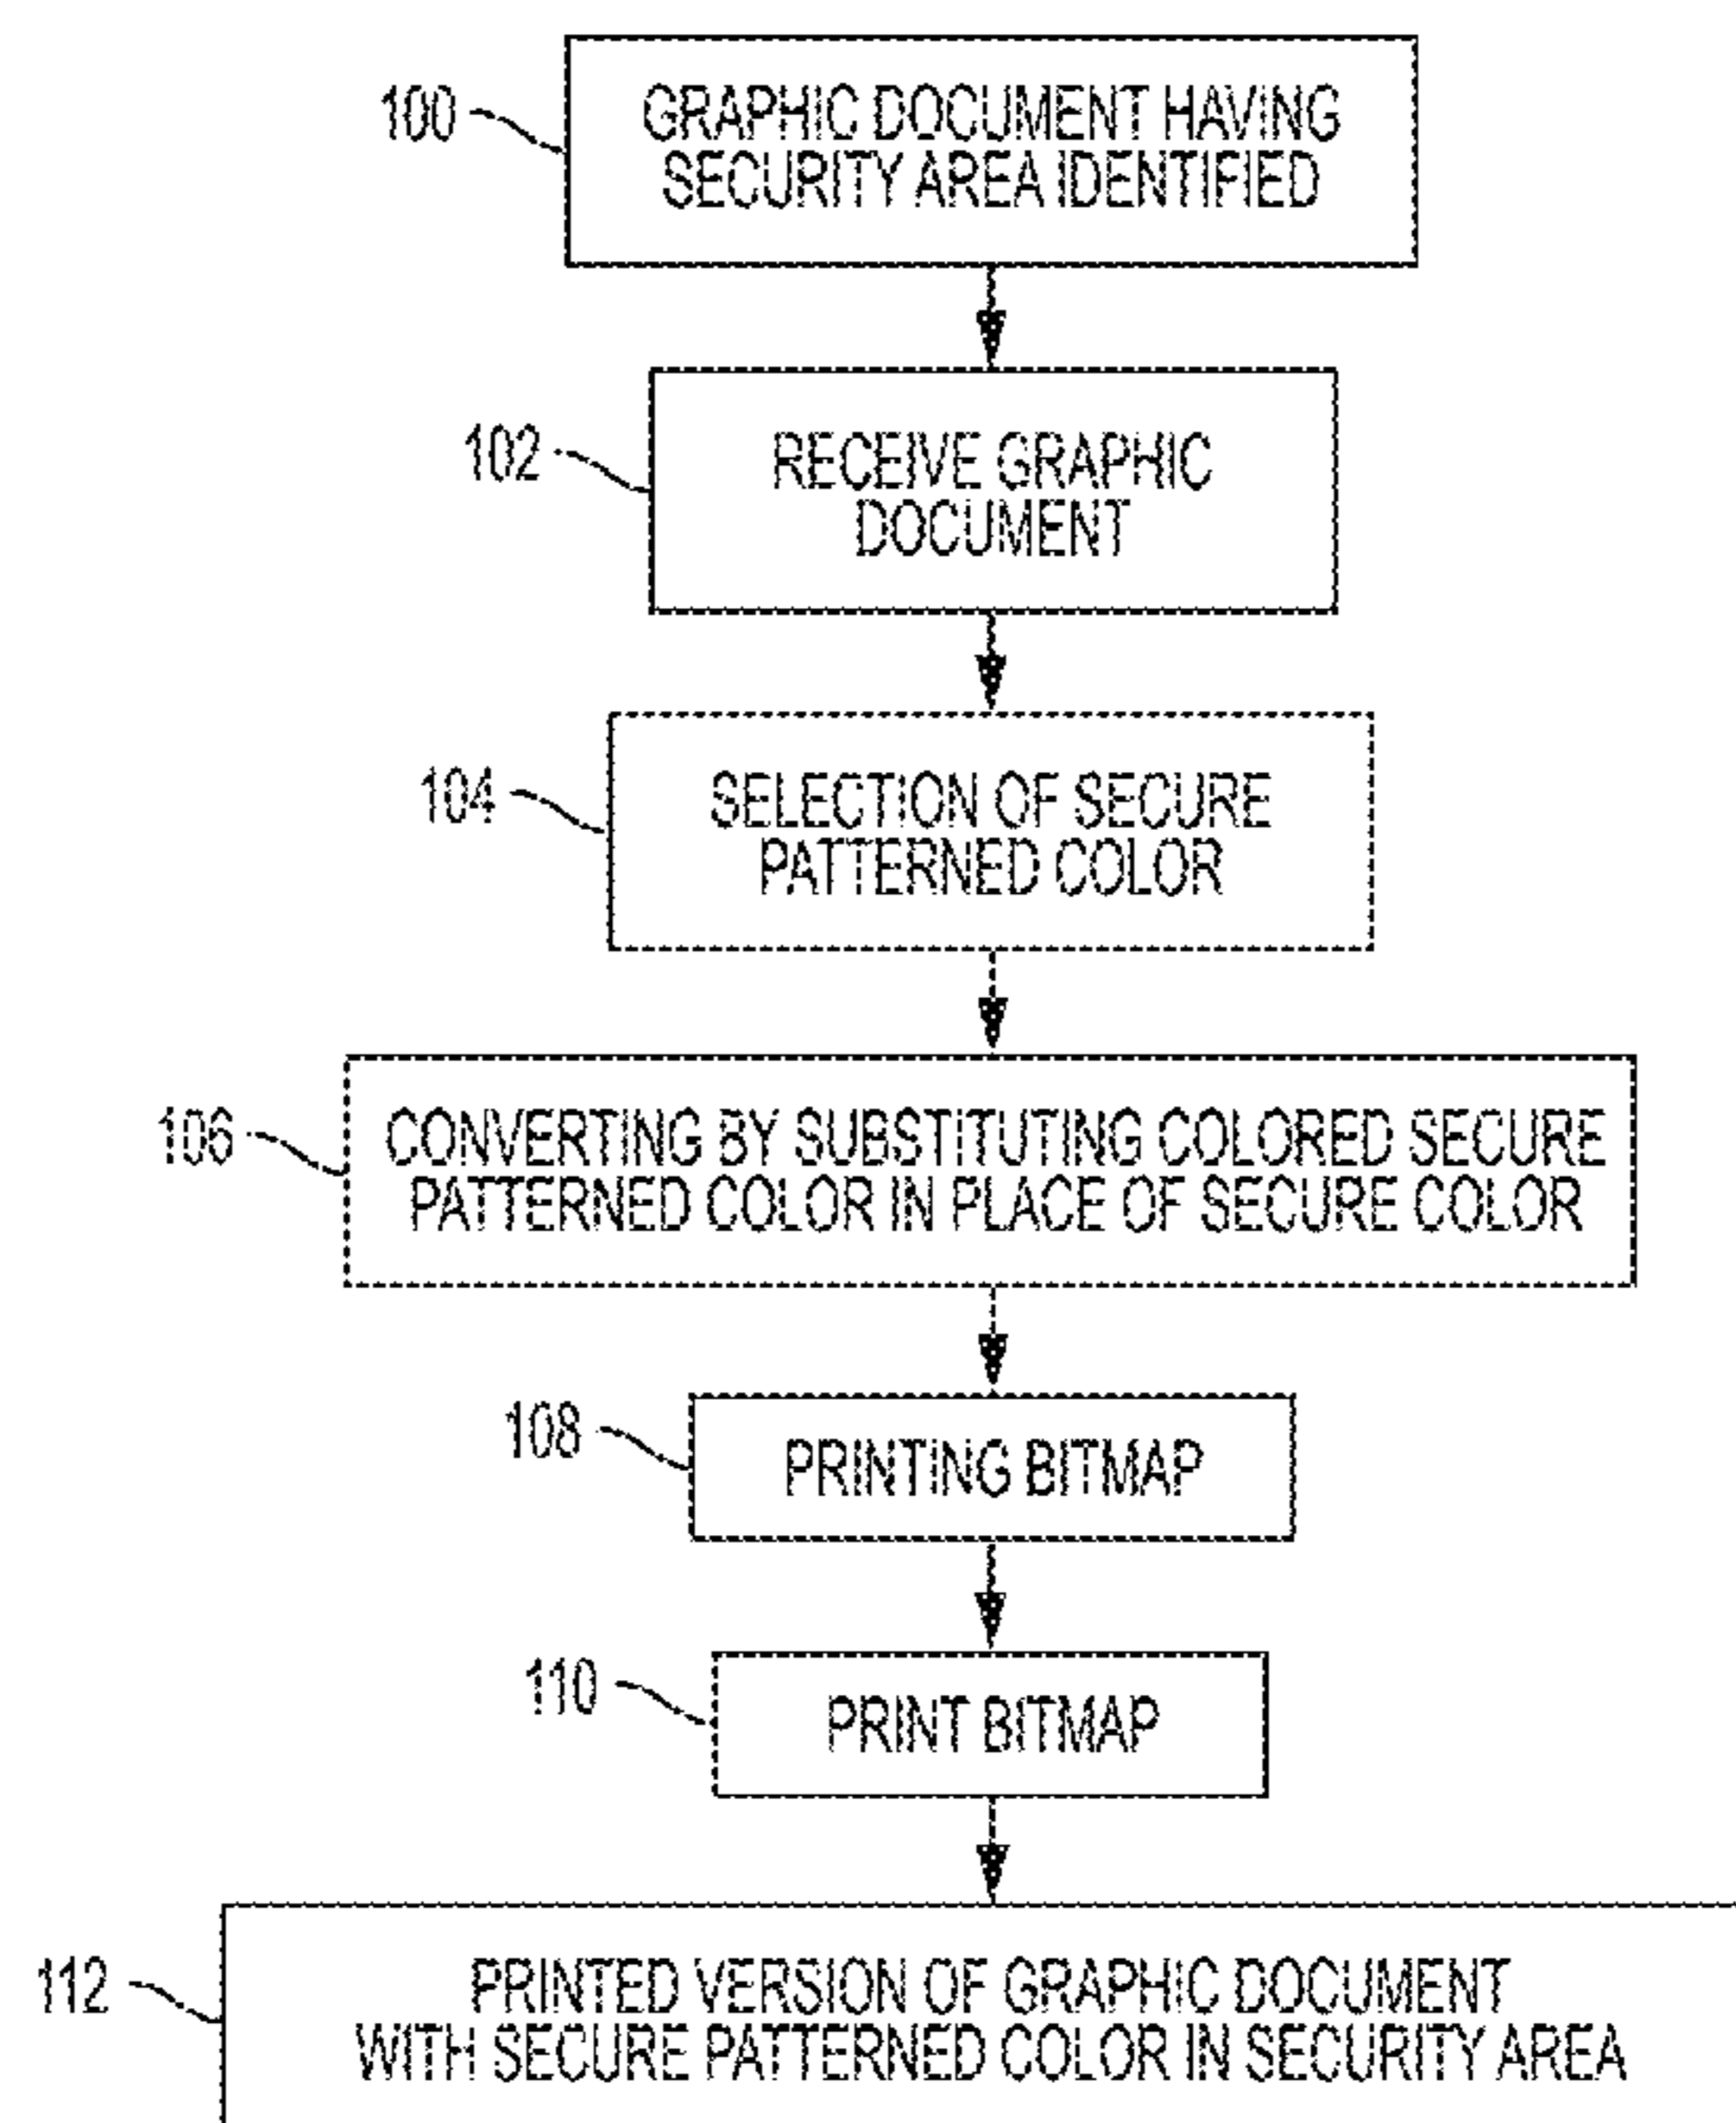 100
GRAPHIC DOCUMENT HAVING
SECURITY AREA IDENTIFIED
102
RECEIVE GRAPHIC
DOCUMENT
104
SELECTION OF SECURE
PATTERNED COLOR
106
CONVERTING BY SUBSTITUTING COLORED SECURE
PATTERNED COLOR IN PLACE OF SECURE COLOR
108
PRINTING BITMAP
110
PRINT BITMAP
112
PRINTED VERSION OF GRAPHIC DOCUMENT
WITH SECURE PATTERNED COLOR IN SECURITY AREA